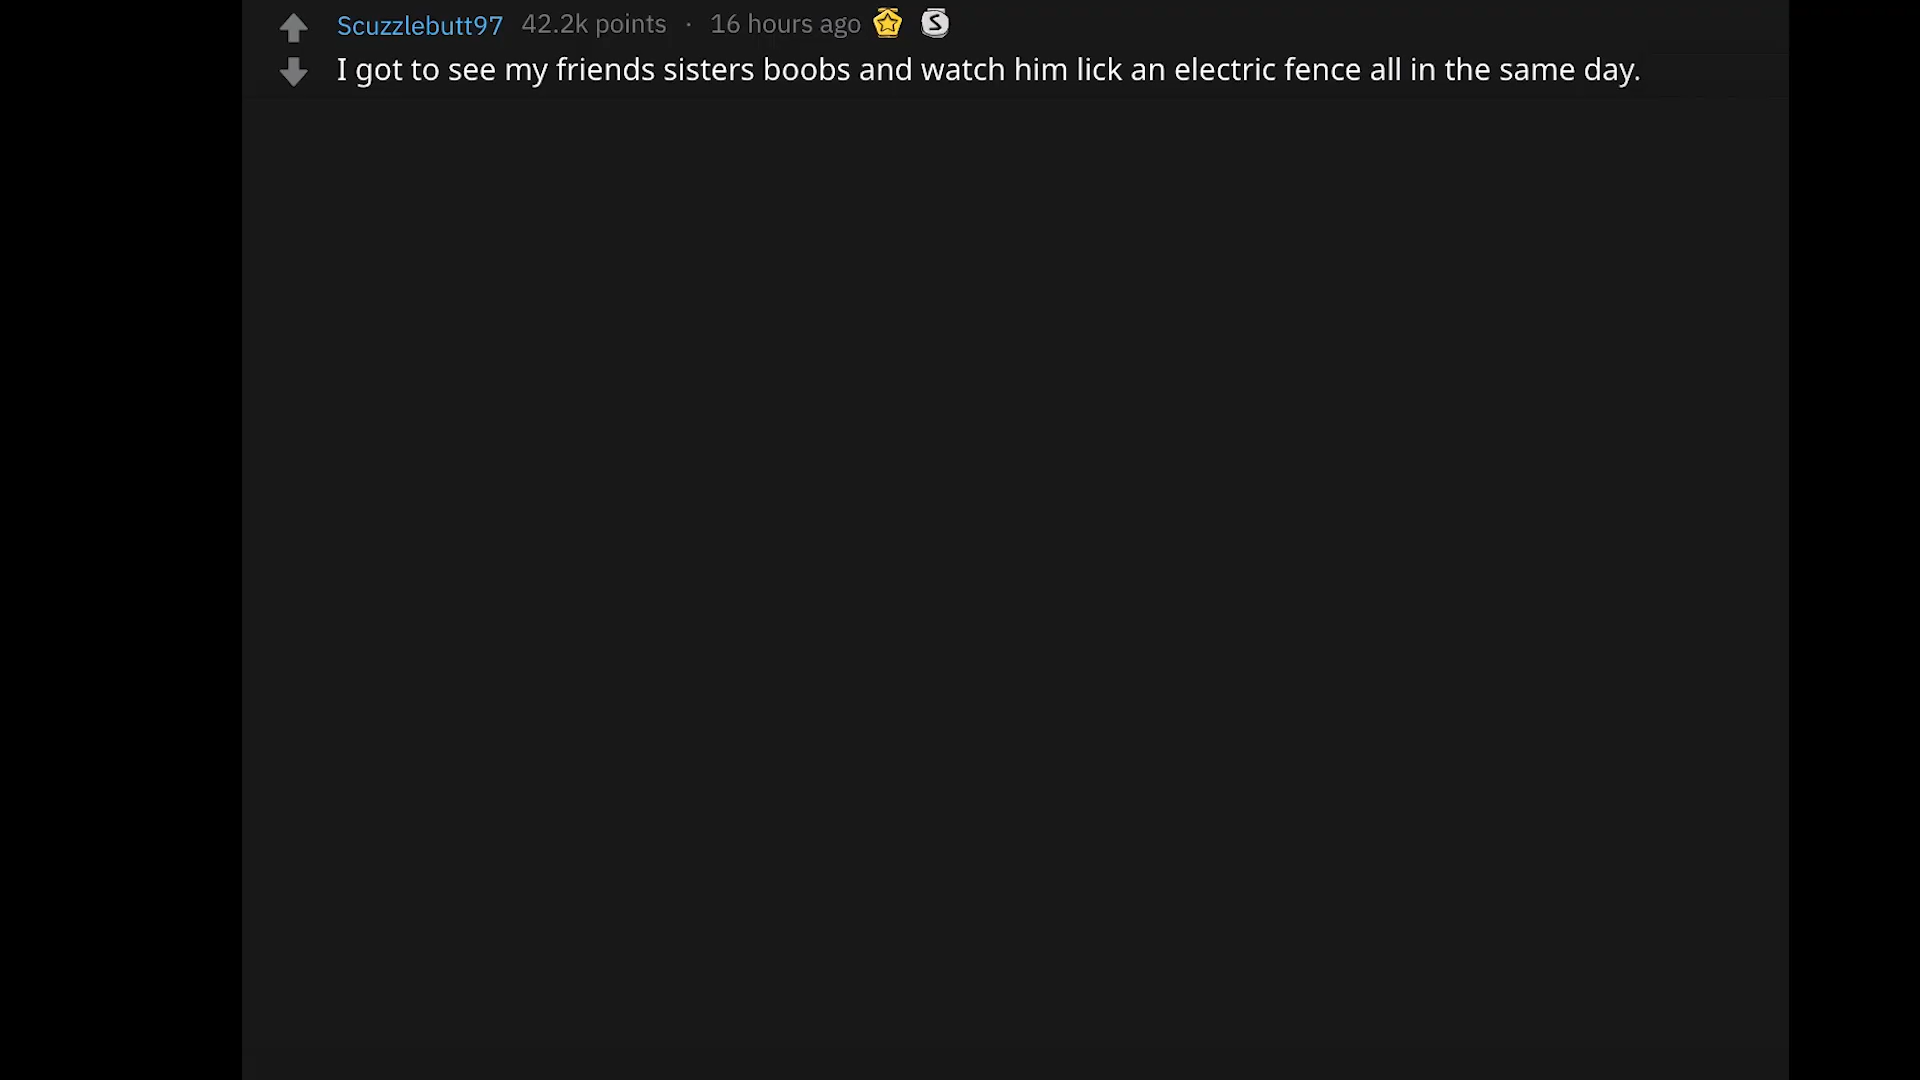 Scuzzlebutt97 42.2k points · 16 hours ago S
I got to see my friends sisters boobs and watch him lick an electric fence all in the same day.